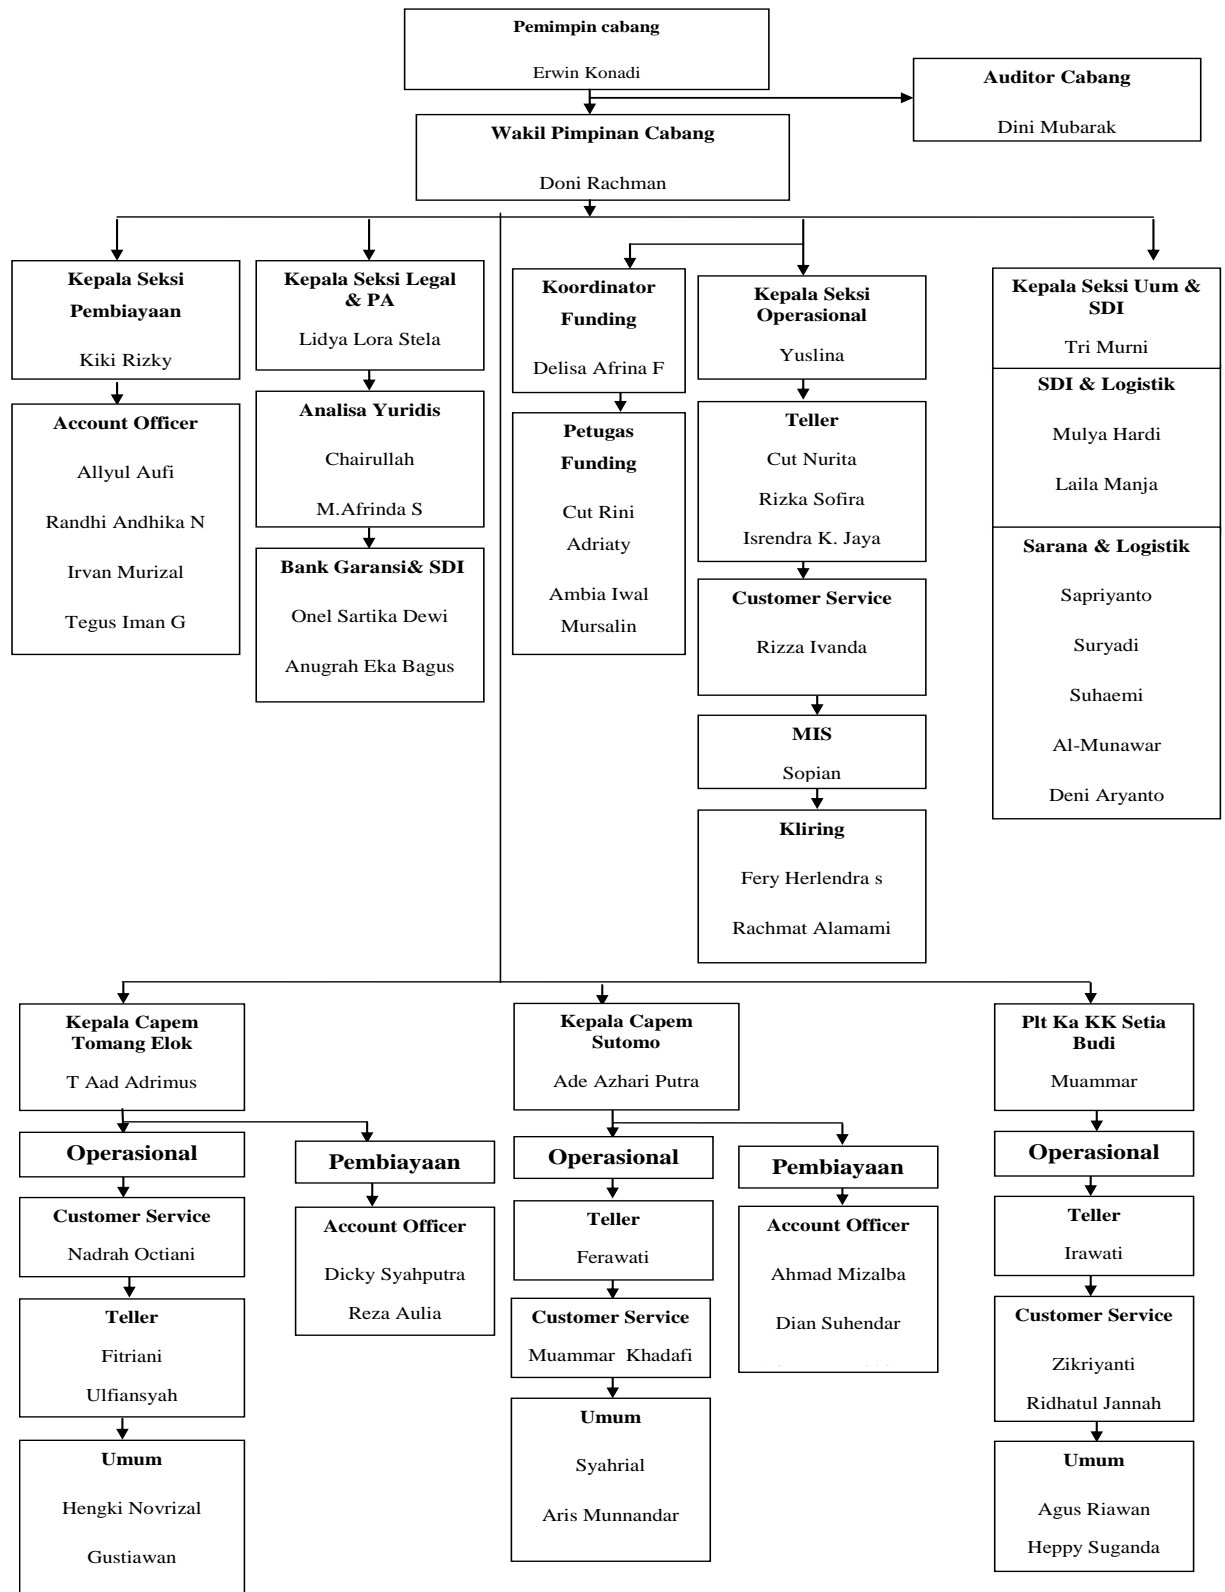 Pemimpin cabang
Erwin Konadi
Auditor Cabang
Dini Mubarak
Wakil Pimpinan Cabang
Doni Rachman
Kepala Seksi
Pembiayaan
Kiki Rizky
Account Officer
Allyul Aufi
Randhi Andhika N
Irvan Murizal
Tegus Iman G
Kepala Seksi Legal
& PA
Lidya Lora Stela
Analisa Yuridis
Chairullah
M.Afrinda S
Bank Garansi& SDI
Onel Sartika Dewi
Anugrah Eka Bagus
Koordinator
Funding
Delisa Afrina F
Petugas
Funding
Cut Rini
Adriaty
Ambia Iwal
Mursalin
Kepala Seksi
Operasional
Yuslina
Teller
Cut Nurita
Rizka Sofira
Isrendra K. Jaya
Customer Service
Rizza Ivanda
MIS
Sopian
Kliring
Fery Herlendra s
Rachmat Alamami
Kepala Seksi Uum &
SDI
Tri Murni
SDI & Logistik
Mulya Hardi
Laila Manja
Sarana & Logistik
Sapriyanto
Suryadi
Suhaemi
Al-Munawar
Deni Aryanto
Kepala Capem
Tomang Elok
T Aad Adrimus
Operasional
Customer Service
Nadrah Octiani
Teller
Fitriani
Ulfiansyah
Umum
Hengki Novrizal
Gustiawan
Pembiayaan
Account Officer
Dicky Syahputra
Reza Aulia
Kepala Capem
Sutomo
Ade Azhari Putra
Operasional
Teller
Ferawati
Customer Service
Muammar  Khadafi
Umum
Syahrial
Aris Munnandar
Pembiayaan
Account Officer
Ahmad Mizalba
Dian Suhendar
Plt Ka KK Setia
Budi
Muammar
Operasional
Teller
Irawati
Customer Service
Zikriyanti
Ridhatul Jannah
Umum
Agus Riawan
Heppy Suganda